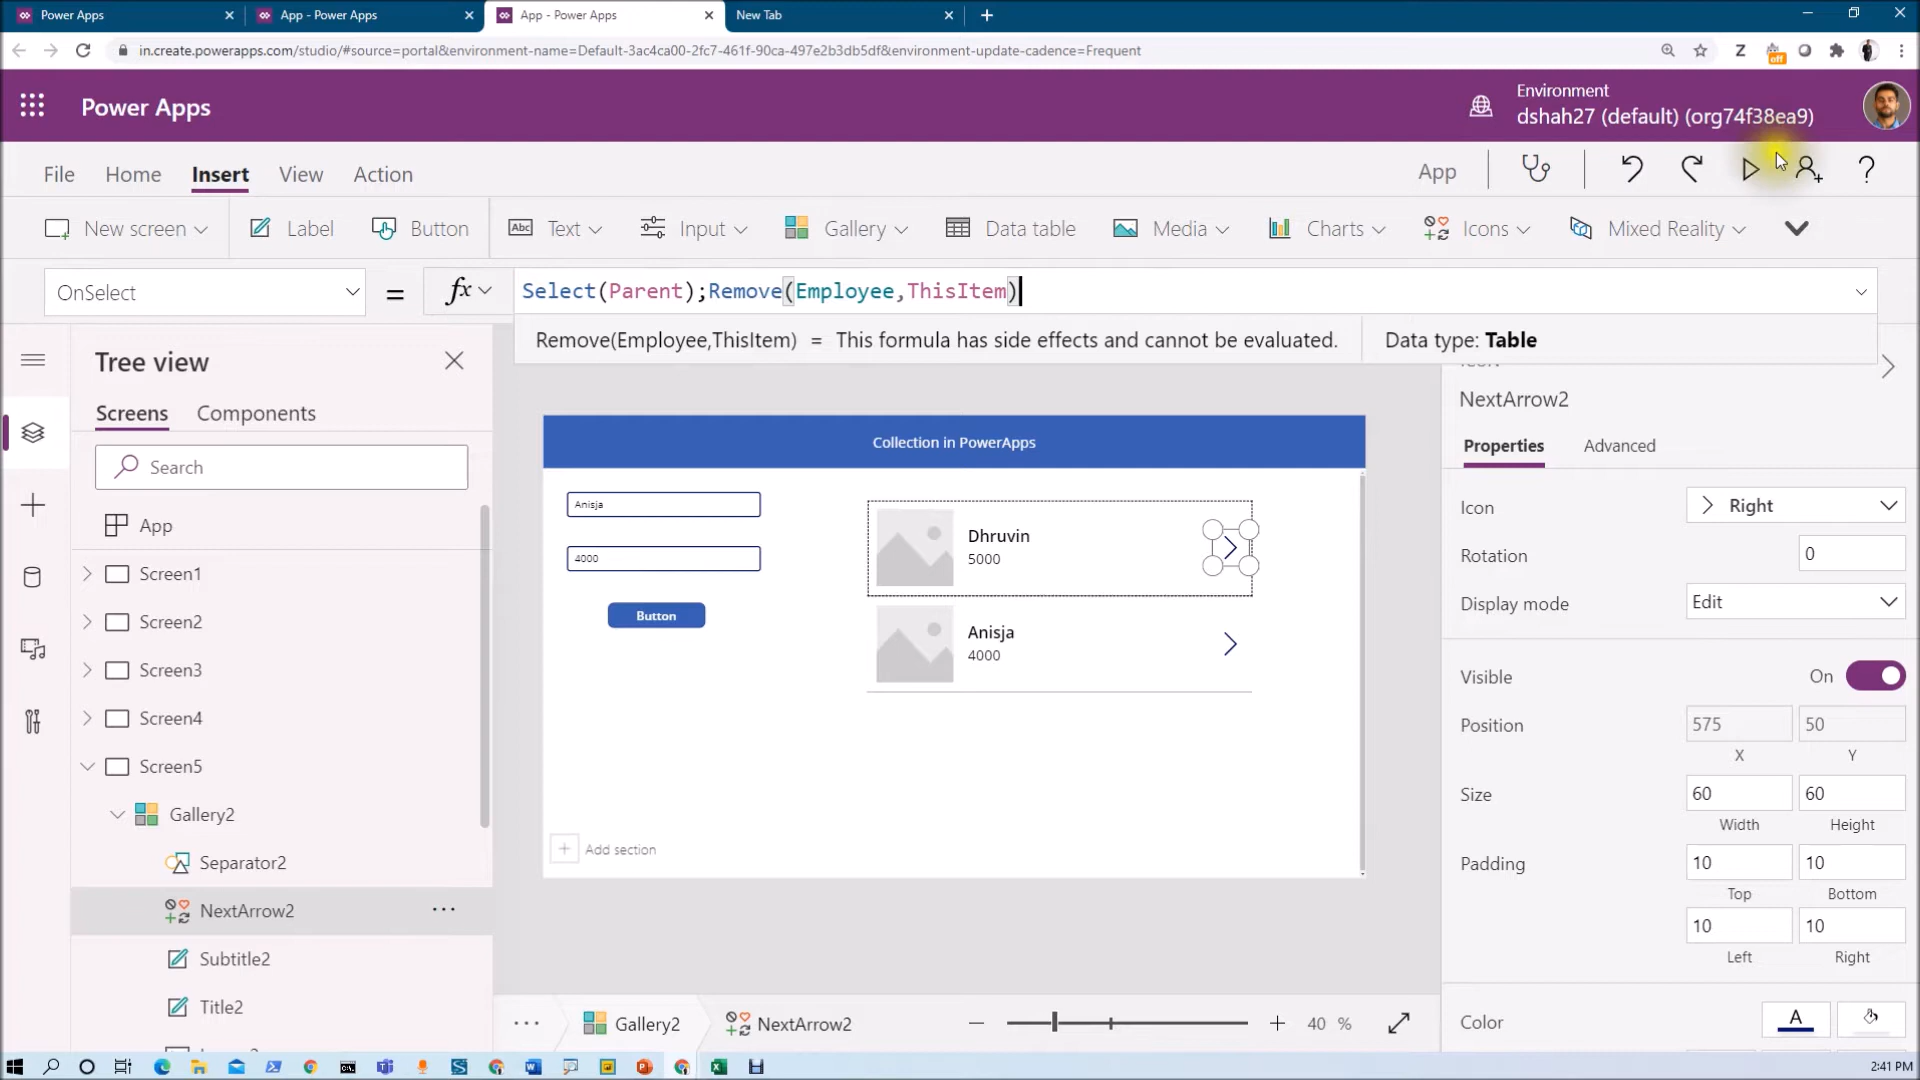 Power Apps
App - Power Apps
App - Power Apps
New Tab
in.create.powerapps.com/studio/#source=portal&environment-name=Default-3ac4ca00-2fc7-461f-90ca-497e2b3db5df&environment-update-cadence=Frequent
Z
off
Power Apps
Environment
dshah27 (default) (org74f38ea9)
File
Home
Insert
View
Action
App
New screen
Label
Button
Abc
Text
Input
Gallery
Data table
Media
Charts
Icons
Mixed Reality
OnSelect
=
fx
Select(Parent);Remove(Employee,ThisItem)
Remove(Employee,ThisItem) = This formula has side effects and cannot be evaluated.
Data type: Table
Tree view
Screens
Components
Search
App
Screen1
Screen2
Screen3
Screen4
Screen5
Gallery2
Separator2
NextArrow2
Subtitle2
Title2
Collection in PowerApps
Anisja
4000
Button
Dhruvin
5000
Anisja
4000
Add section
Gallery2
NextArrow2
40 %
NextArrow2
Properties
Advanced
Icon
Right
Rotation
0
Display mode
Edit
Visible
On
Position
575
50
X
Y
Size
60
60
Width
Height
Padding
10
10
Top
Bottom
10
10
Left
Right
Color
A
2:41 PM